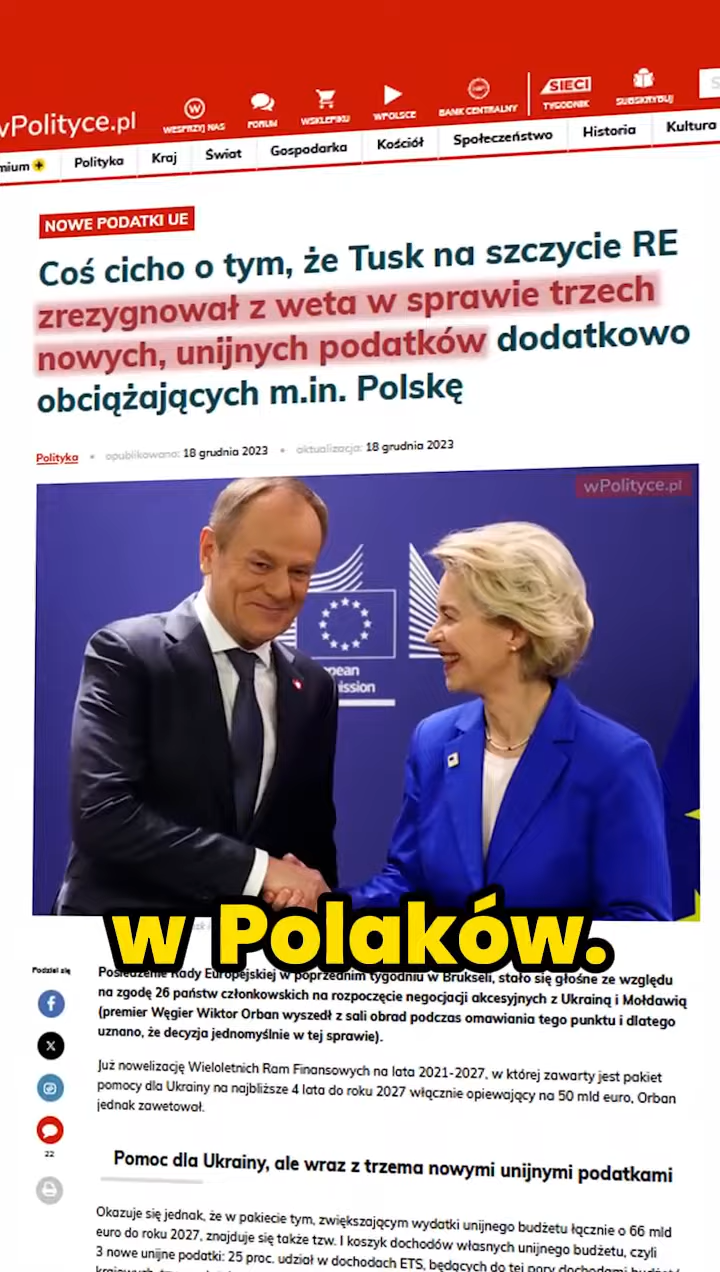 wPolityce.pl
WESPRZYJ NAS
FORUM
WSKLEPIKU
WPOLSCE
BANK CENTRALNY
SIECI
TYGODNIK
SUBSKRYBUJ
mium
Polityka
Kraj
Świat
Gospodarka
Kościół
Społeczeństwo
Historia
Kultura
NOWE PODATKI UE
Coś cicho o tym, że Tusk na szczycie RE
zrezygnował z weta w sprawie trzech
nowych, unijnych podatków dodatkowo
obciążających m.in. Polskę
Polityka • opublikowano: 18 grudnia 2023 • aktualizacja: 18 grudnia 2023
wPolityce.pl
pean
ission
w Polaków.
Podziel się
Posiedzenie Rady Europejskiej w poprzednim tygodniu w Brukseli, stało się głośne ze względu
na zgodę 26 państw członkowskich na rozpoczęcie negocjacji akcesyjnych z Ukrainą i Mołdawią
(premier Węgier Wiktor Orban wyszedł z sali obrad podczas omawiania tego punktu i dlatego
uznano, że decyzja jednomyślnie w tej sprawie).
Już nowelizację Wieloletnich Ram Finansowych na lata 2021-2027, w której zawarty jest pakiet
pomocy dla Ukrainy na najbliższe 4 lata do roku 2027 włącznie opiewający na 50 mld euro, Orban
jednak zawetował.
22
Pomoc dla Ukrainy, ale wraz z trzema nowymi unijnymi podatkami
Okazuje się jednak, że w pakiecie tym, zwiększającym wydatki unijnego budżetu łącznie o 66 mld
euro do roku 2027, znajduje się także tzw. I koszyk dochodów własnych unijnego budżetu, czyli
3 nowe unijne podatki: 25 proc. udział w dochodach ETS, będących do tej pory dochodami budżet